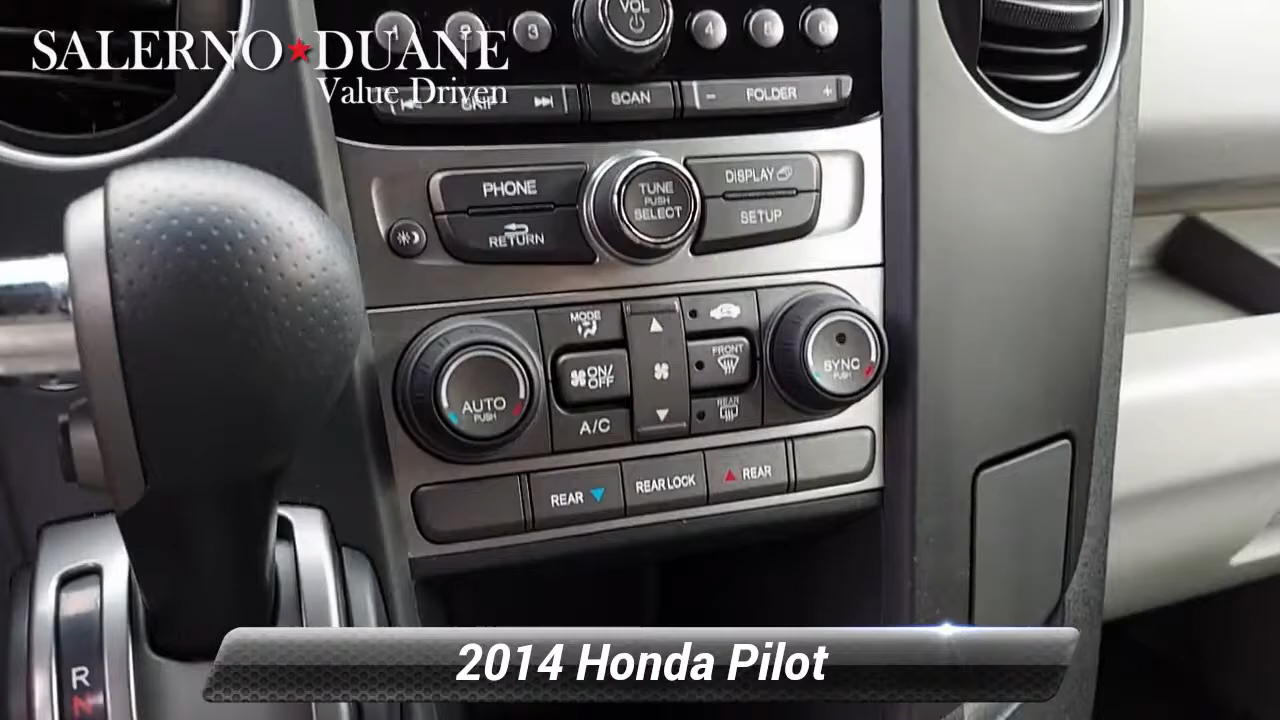 VOL
1 2 3 4 5 6
SALERNO★DUANE
Value Driven
SKIP
SCAN
− FOLDER +
PHONE
TUNE
PUSH
SELECT
DISPLAY
RETURN
SETUP
MODE
FRONT
ON/
OFF
AUTO
PUSH
SYNC
PUSH
A/C
REAR
REAR
REAR LOCK
REAR
R
N
2014 Honda Pilot